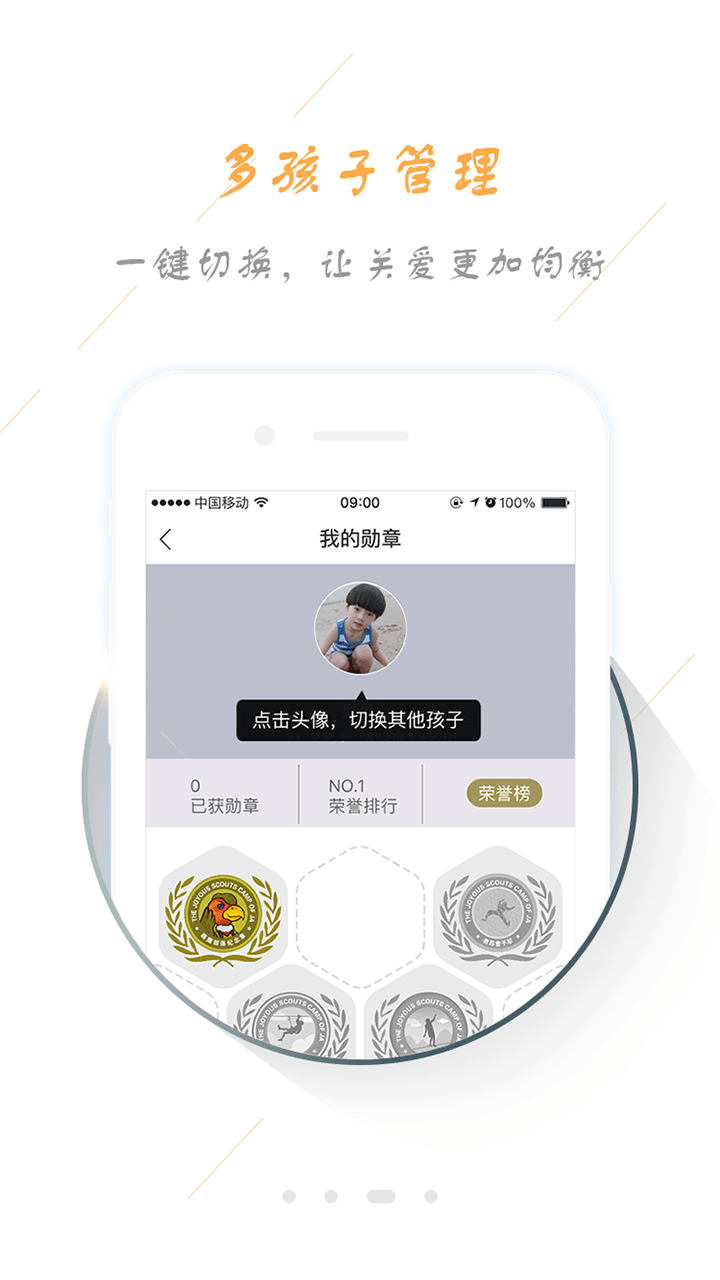 多孩子管理
一键切换，让关爱更加均衡
中国移动 09:00 100%
我的勋章
点击头像，切换其他孩子
0
已获勋章
NO.1
荣誉排行
荣誉榜
THE JOYOUS SCOUTS CAMP OF JA
THE JOYOUS SCOUTS CAMP OF JA
THE JOYOUS SCOUTS CAMP OF JA
THE JOYOUS SCOUTS CAMP OF JA